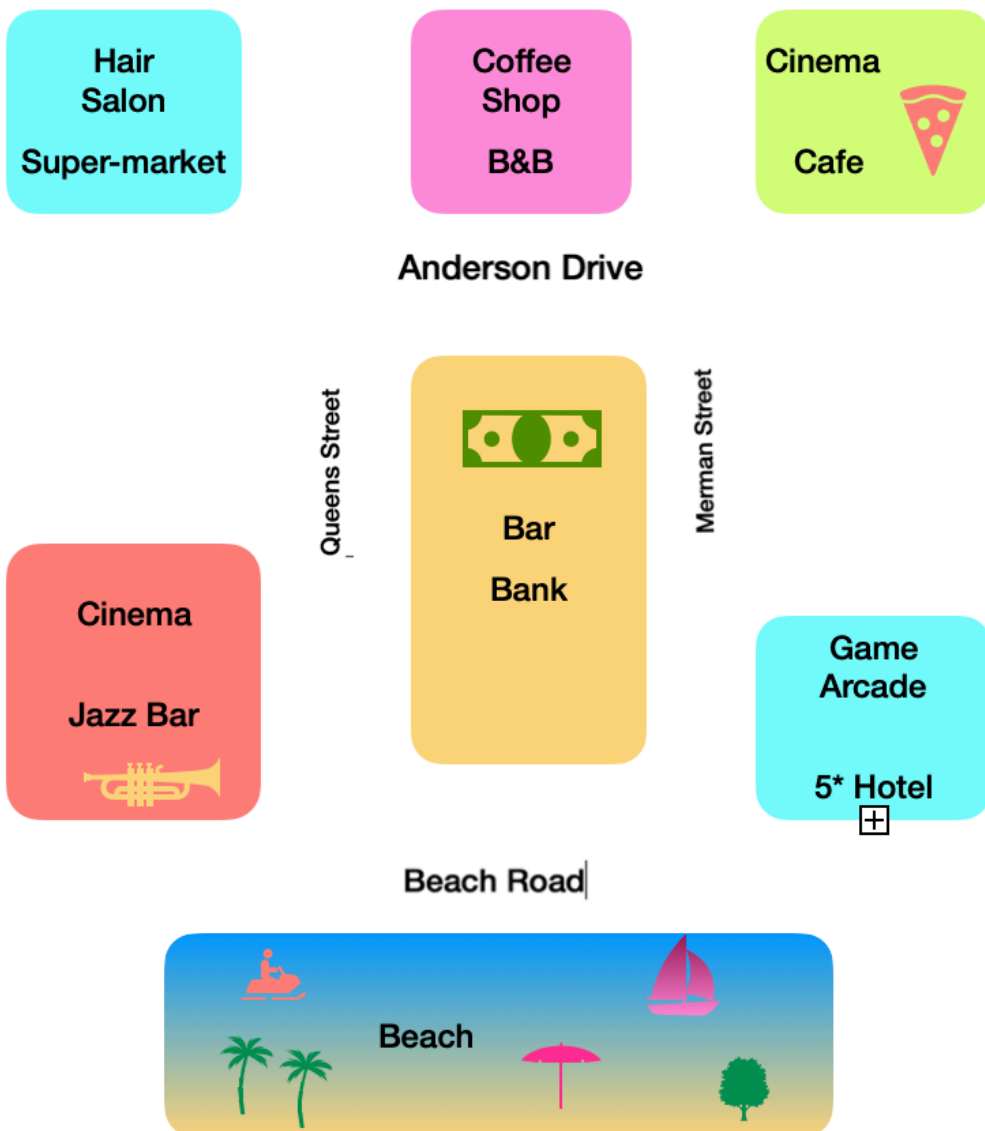 Hair
Salon
Super-market
Coffee
Shop
B&B
Cinema
Cafe
Anderson Drive
Queens Street
Merman Street
Bar
Bank
Cinema
Jazz Bar
Game
Arcade
5* Hotel
Beach Road
Beach